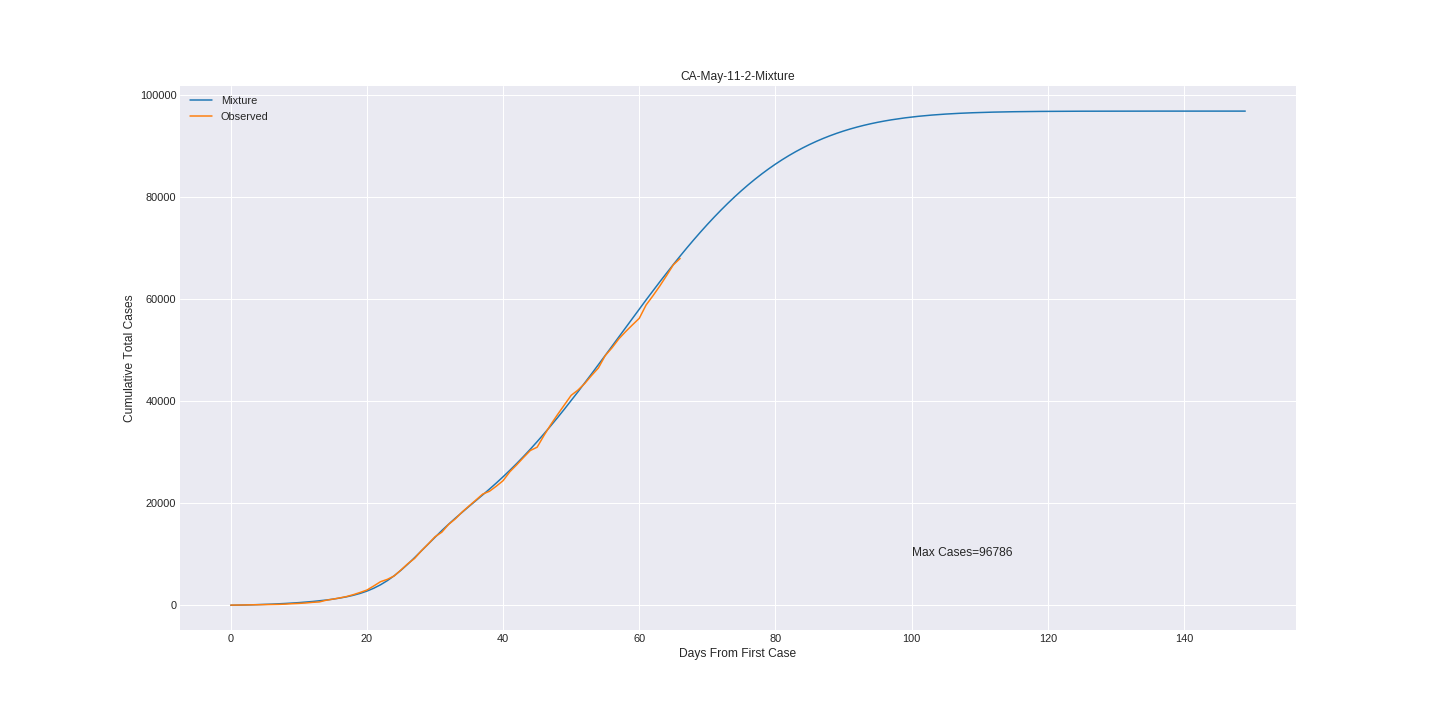 CA-May-11-2-Mixture
Mixture
Observed
100000
80000
60000
40000
20000
0
Cumulative Total Cases
Max Cases=96786
0 20 40 60 80 100 120 140
Days From First Case